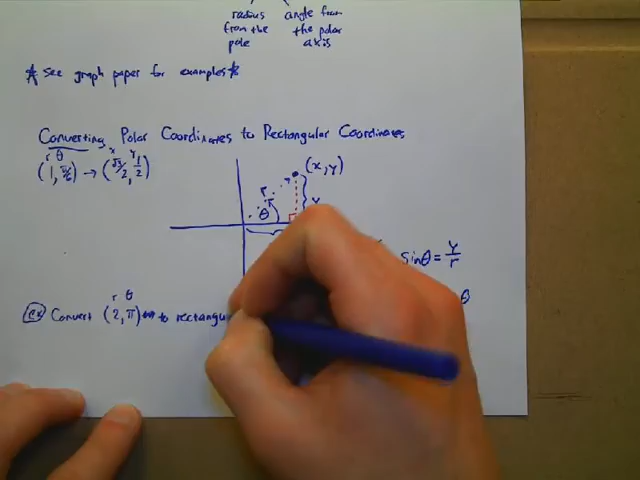 radius angle from
from the the polar
pole axis
* see graph paper for examples *
Converting Polar Coordinates to Rectangular Coordinates
r θ x y
(1, π/6) → (√3/2, 1/2)
(x, y)
r
θ
y
sinθ = y/r
θ
r θ
ex Convert (2, π) to rectangu